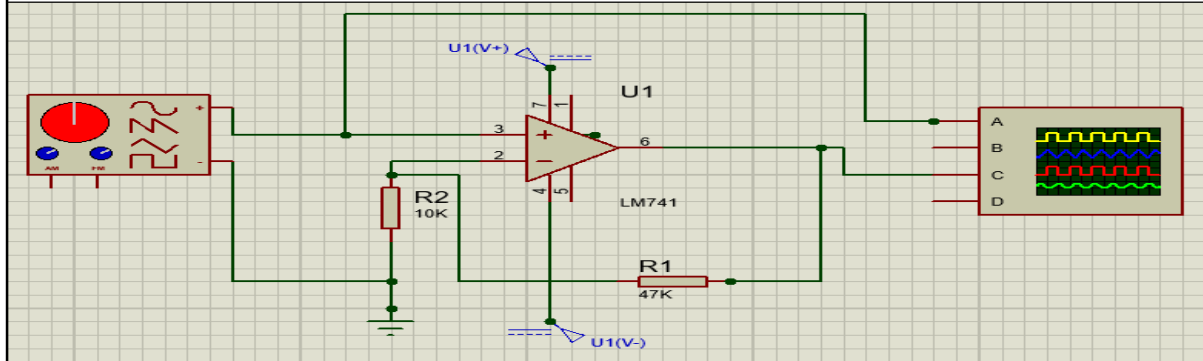 U1(V+)
U1
7
1
+
3
+
A
2
-
6
B
-
C
AM
FM
4
5
R2
LM741
D
10K
R1
47K
U1(V-)